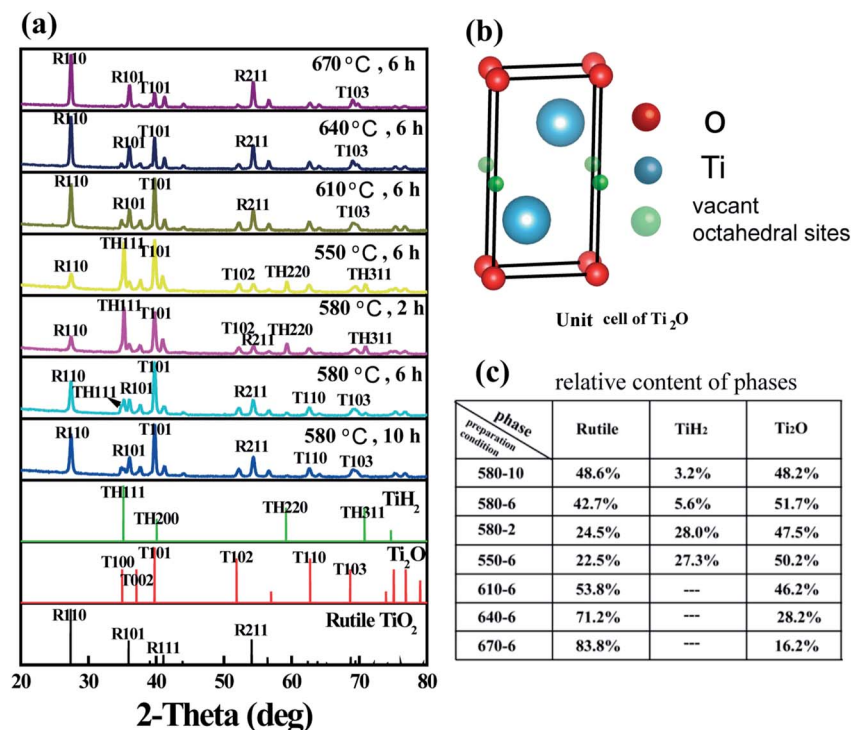 (a)
R110 R101 T101 R211 T103 670 °C , 6 h
R110 R101 T101 R211 T103 640 °C , 6 h
R110 R101 T101 R211 T103 610 °C , 6 h
R110 TH111 T101 T102 TH220 TH311 550 °C , 6 h
R110 TH111 T101 T102 R211 TH220 TH311 580 °C , 2 h
R110 TH111 R101 T101 R211 T110 T103 580 °C , 6 h
R110 R101 T101 R211 T110 T103 580 °C , 10 h
TH111 TH200 TH220 TH311 TiH2
T100 T002 T101 T102 T110 T103 Ti2O
R110 R101 R111 R211 Rutile TiO2
20 30 40 50 60 70 80
2-Theta (deg)
(b)
O
Ti
vacant
octahedral sites
Unit cell of Ti2O
(c) relative content of phases
phase
preparation
condition
Rutile TiH2 Ti2O
580-10 48.6% 3.2% 48.2%
580-6 42.7% 5.6% 51.7%
580-2 24.5% 28.0% 47.5%
550-6 22.5% 27.3% 50.2%
610-6 53.8% --- 46.2%
640-6 71.2% --- 28.2%
670-6 83.8% --- 16.2%